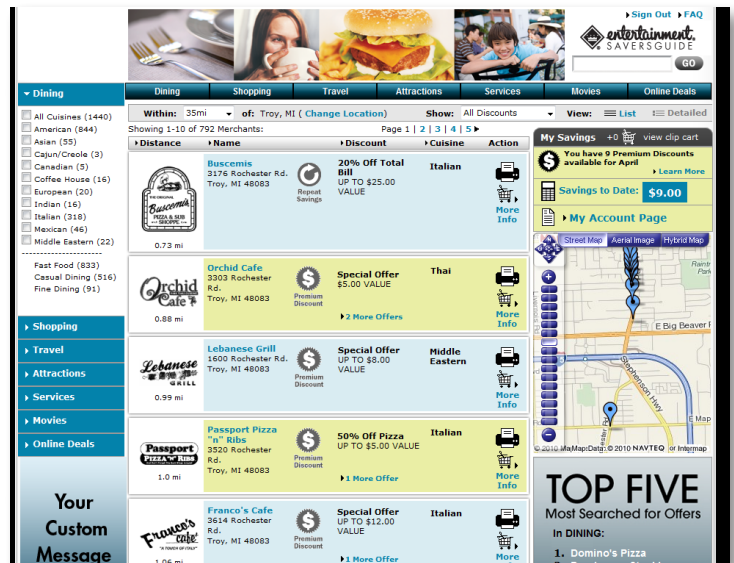 Sign Out FAQ
entertainment.
SAVERSGUIDE
GO
Dining
Dining Shopping Travel Attractions Services Movies Online Deals
Within: 35mi of: Troy, MI ( Change Location) Show: All Discounts View: List Detailed
Showing 1-10 of 792 Merchants: Page 1 | 2 | 3 | 4 | 5
Distance Name Discount Cuisine Action
All Cuisines (1440)
American (844)
Asian (55)
Cajun/Creole (3)
Canadian (5)
Coffee House (16)
European (20)
Indian (16)
Italian (318)
Mexican (46)
Middle Eastern (22)
Fast Food (833)
Casual Dining (516)
Fine Dining (91)
Shopping
Travel
Attractions
Services
Movies
Online Deals
Your
Custom
Message
Buscemi's
PIZZA & SUB
SHOPPE
0.73 mi
Buscemis
3176 Rochester Rd.
Troy, MI 48083
Repeat
Savings
20% Off Total
Bill
UP TO $25.00
VALUE
Italian
More
Info
Orchid
Cafe
0.88 mi
Orchid Cafe
3303 Rochester
Rd.
Troy, MI 48083
Premium
Discount
Special Offer
$5.00 VALUE
2 More Offers
Thai
More
Info
Lebanese
GRILL
0.99 mi
Lebanese Grill
1600 Rochester Rd.
Troy, MI 48083
Premium
Discount
Special Offer
UP TO $8.00
VALUE
Middle
Eastern
More
Info
Passport
PIZZA 'N' RIBS
1.0 mi
Passport Pizza
"n" Ribs
3520 Rochester
Rd.
Troy, MI 48083
Premium
Discount
50% Off Pizza
UP TO $5.00 VALUE
1 More Offer
Italian
More
Info
Franco's
cafe'
"A TOUCH OF ITALY"
1.06 mi
Franco's Cafe
3614 Rochester
Rd.
Troy, MI 48083
Premium
Discount
Special Offer
UP TO $12.00
VALUE
1 More Offer
Italian
More
My Savings +0 view clip cart
You have 9 Premium Discounts
available for April
Learn More
Savings to Date: $9.00
My Account Page
Street Map Aerial Image Hybrid Map
E Big Beaver
Stephenson Hwy
E Map
© 2010 NAVTEQ or Intermap
TOP FIVE
Most Searched for Offers
In DINING:
1. Domino's Pizza